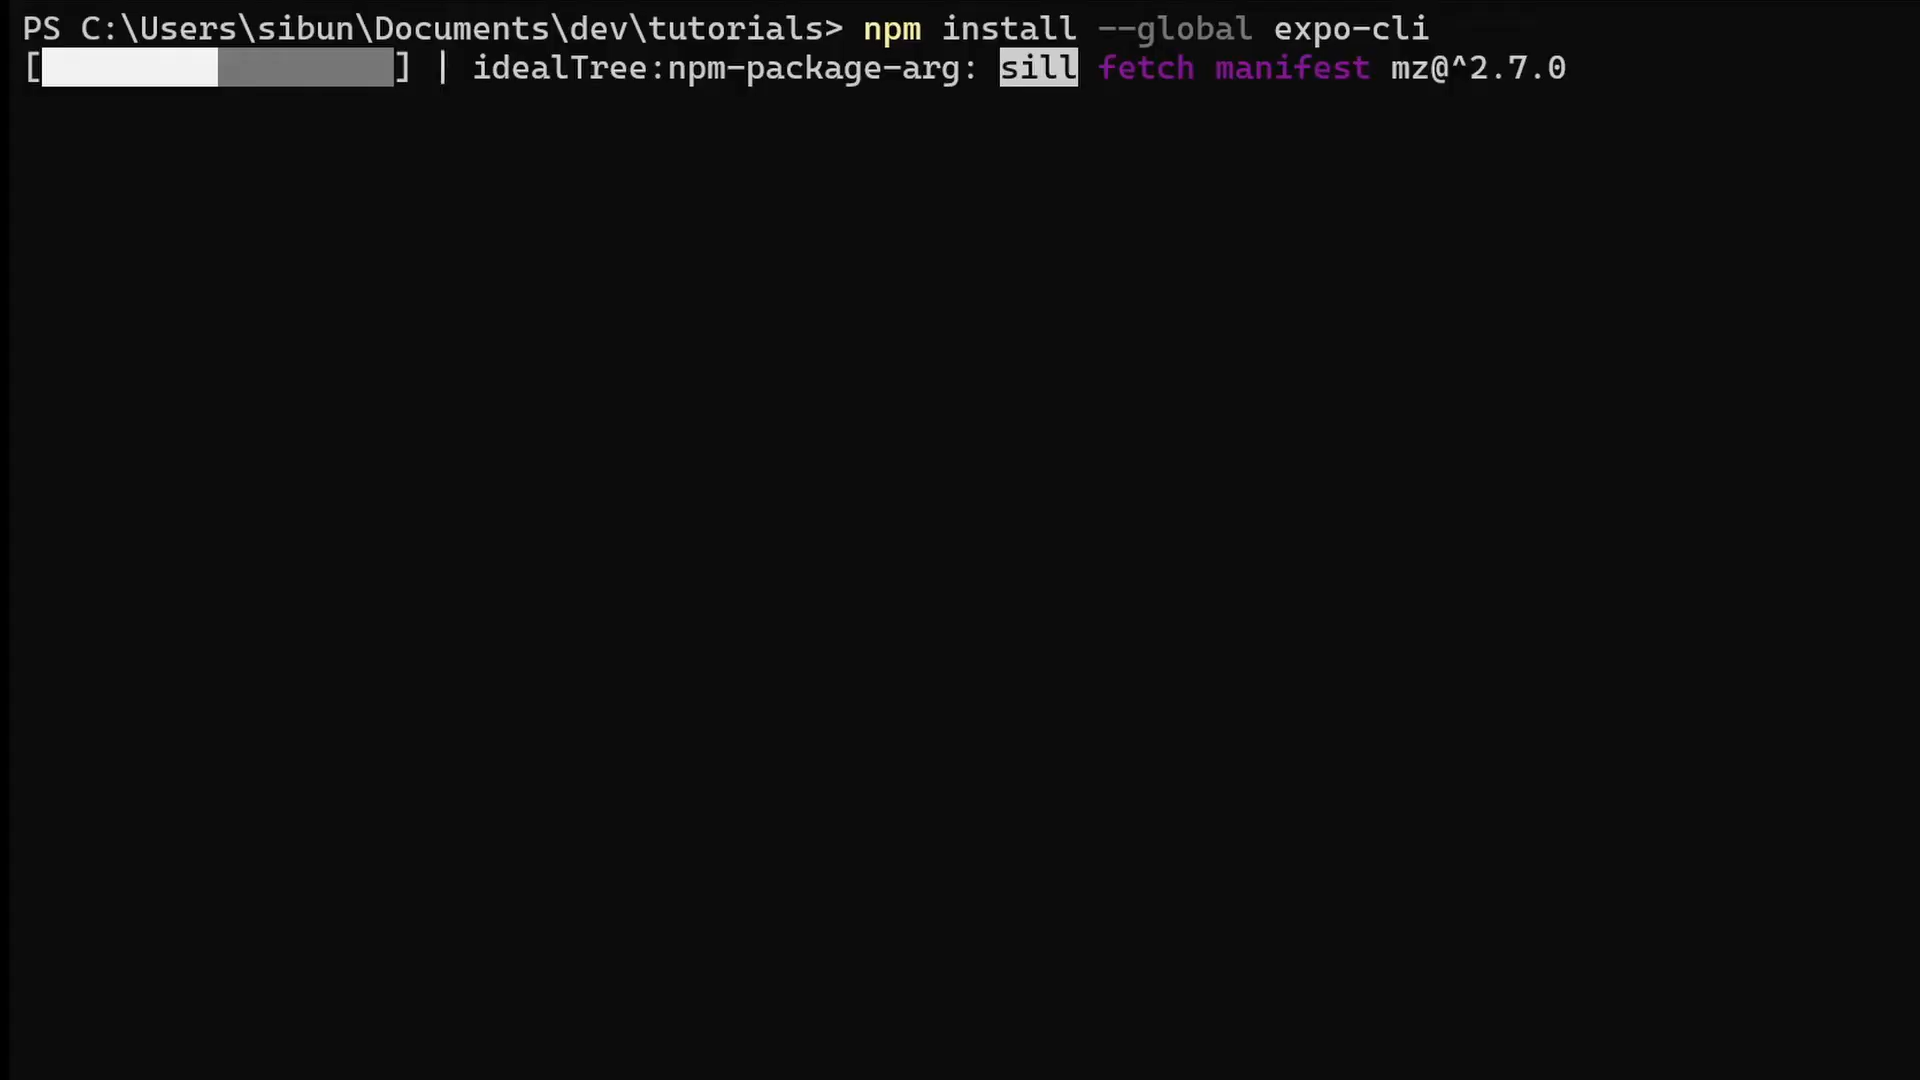 PS C:\Users\sibun\Documents\dev\tutorials> npm install --global expo-cli
[] | idealTree:npm-package-arg: sill fetch manifest mz@^2.7.0